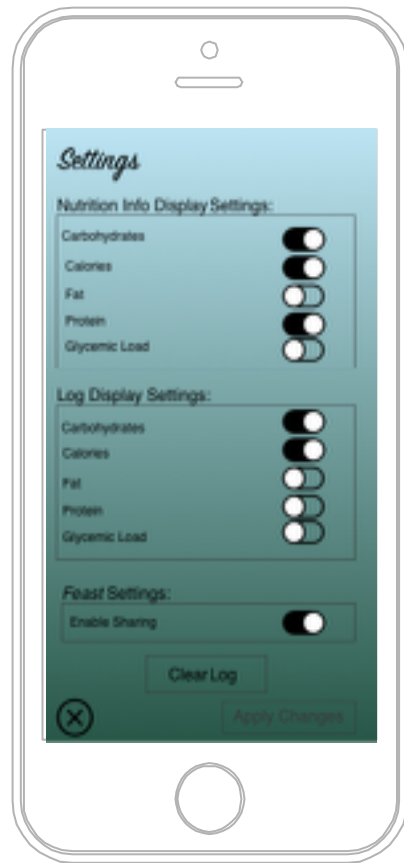 Settings
Nutrition Info Display Settings:
Carbohydrates
Calories
Fat
Protein
Glycemic Load
Log Display Settings:
Carbohydrates
Calories
Fat
Protein
Glycemic Load
Feast Settings:
Enable Sharing
Clear Log
Apply Changes